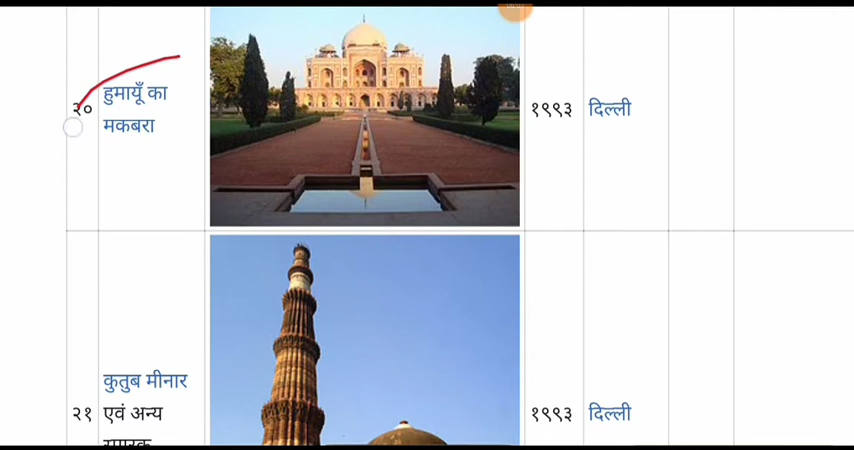 २०
हुमायूँ का
मकबरा
१९९३
दिल्ली
कुतुब मीनार
२१
एवं अन्य
१९९३
दिल्ली